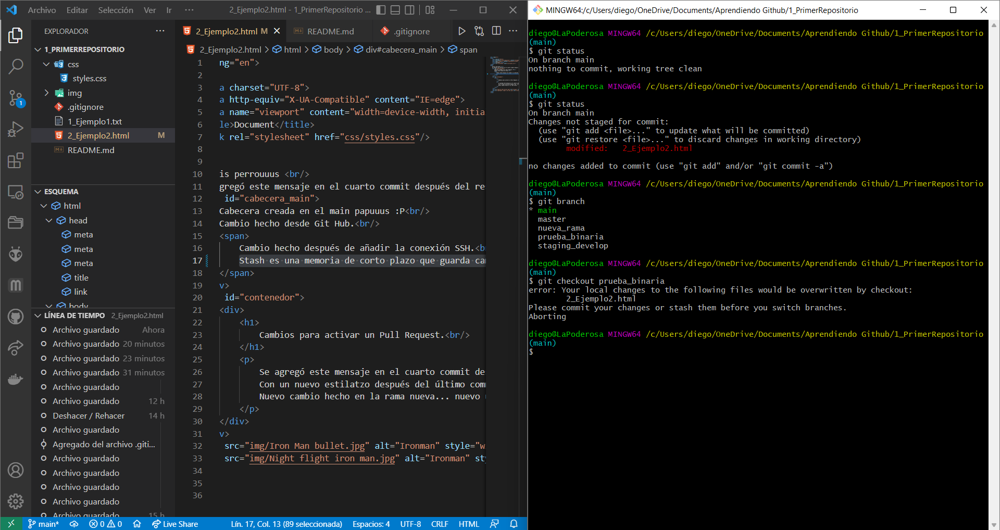 Archivo Editar Selección Ver Ir ··· 2_Ejemplo2.html - 1_PrimerRepositorio ...
EXPLORADOR ···
1_PRIMERREPOSITORIO
css
styles.css
img
.gitignore
1_Ejemplo1.txt
2_Ejemplo2.html M
README.md
ESQUEMA
html
head
meta
meta
meta
title
link
body
LÍNEA DE TIEMPO 2_Ejemplo2.html
Archivo guardado Ahora
Archivo guardado 20 minutos
Archivo guardado 23 minutos
Archivo guardado 31 minutos
Archivo guardado
Archivo guardado 12 h
Deshacer / Rehacer 14 h
Archivo guardado
Agregado del archivo .giti...
Archivo guardado
Archivo guardado
Archivo guardado
Archivo guardado
Archivo guardado 15 h
1
2_Ejemplo2.html M README.md .gitignore ···
2_Ejemplo2.html > html > body > div#cabecera_main > span
1 ng="en">
2
3 a charset="UTF-8">
4 a http-equiv="X-UA-Compatible" content="IE=edge">
5 a name="viewport" content="width=device-width, initia
6 le>Document</title>
7 k rel="stylesheet" href="css/styles.css"/>
8
9
10 is perrouuus <br/>
11 gregó este mensaje en el cuarto commit después del re
12 id="cabecera_main">
13 Cabecera creada en el main papuuus :P<br/>
14 Cambio hecho desde Git Hub.<br/>
15 <span>
16 Cambio hecho después de añadir la conexión SSH.<b
17 Stash es una memoria de corto plazo que guarda ca
18 </span>
19 v>
20 id="contenedor">
21 <div>
22 <h1>
23 Cambios para activar un Pull Request.<br/>
24 </h1>
25 <p>
26 Se agregó este mensaje en el cuarto commit de
27 Con un nuevo estilatzo después del último com
28 Nuevo cambio hecho en la rama nueva... nuevo
29 </p>
30 </div>
31 v>
32 src="img/Iron Man bullet.jpg" alt="Ironman" style="w
33 src="img/Night flight iron man.jpg" alt="Ironman" sty
34
35
36
main* 0 0 Live Share Lín. 17, Col. 13 (89 seleccionada) Espacios: 4 UTF-8 CRLF HTML
MINGW64:/c/Users/diego/OneDrive/Documents/Aprendiendo Github/1_PrimerRepositorio
diego@LaPoderosa MINGW64 /c/Users/diego/OneDrive/Documents/Aprendiendo Github/1_PrimerRepositorio
(main)
$ git status
On branch main
nothing to commit, working tree clean
diego@LaPoderosa MINGW64 /c/Users/diego/OneDrive/Documents/Aprendiendo Github/1_PrimerRepositorio
(main)
$ git status
On branch main
Changes not staged for commit:
(use "git add <file>..." to update what will be committed)
(use "git restore <file>..." to discard changes in working directory)
modified: 2_Ejemplo2.html
no changes added to commit (use "git add" and/or "git commit -a")
diego@LaPoderosa MINGW64 /c/Users/diego/OneDrive/Documents/Aprendiendo Github/1_PrimerRepositorio
(main)
$ git branch
* main
master
nueva_rama
prueba_binaria
staging_develop
diego@LaPoderosa MINGW64 /c/Users/diego/OneDrive/Documents/Aprendiendo Github/1_PrimerRepositorio
(main)
$ git checkout prueba_binaria
error: Your local changes to the following files would be overwritten by checkout:
2_Ejemplo2.html
Please commit your changes or stash them before you switch branches.
Aborting
diego@LaPoderosa MINGW64 /c/Users/diego/OneDrive/Documents/Aprendiendo Github/1_PrimerRepositorio
(main)
$